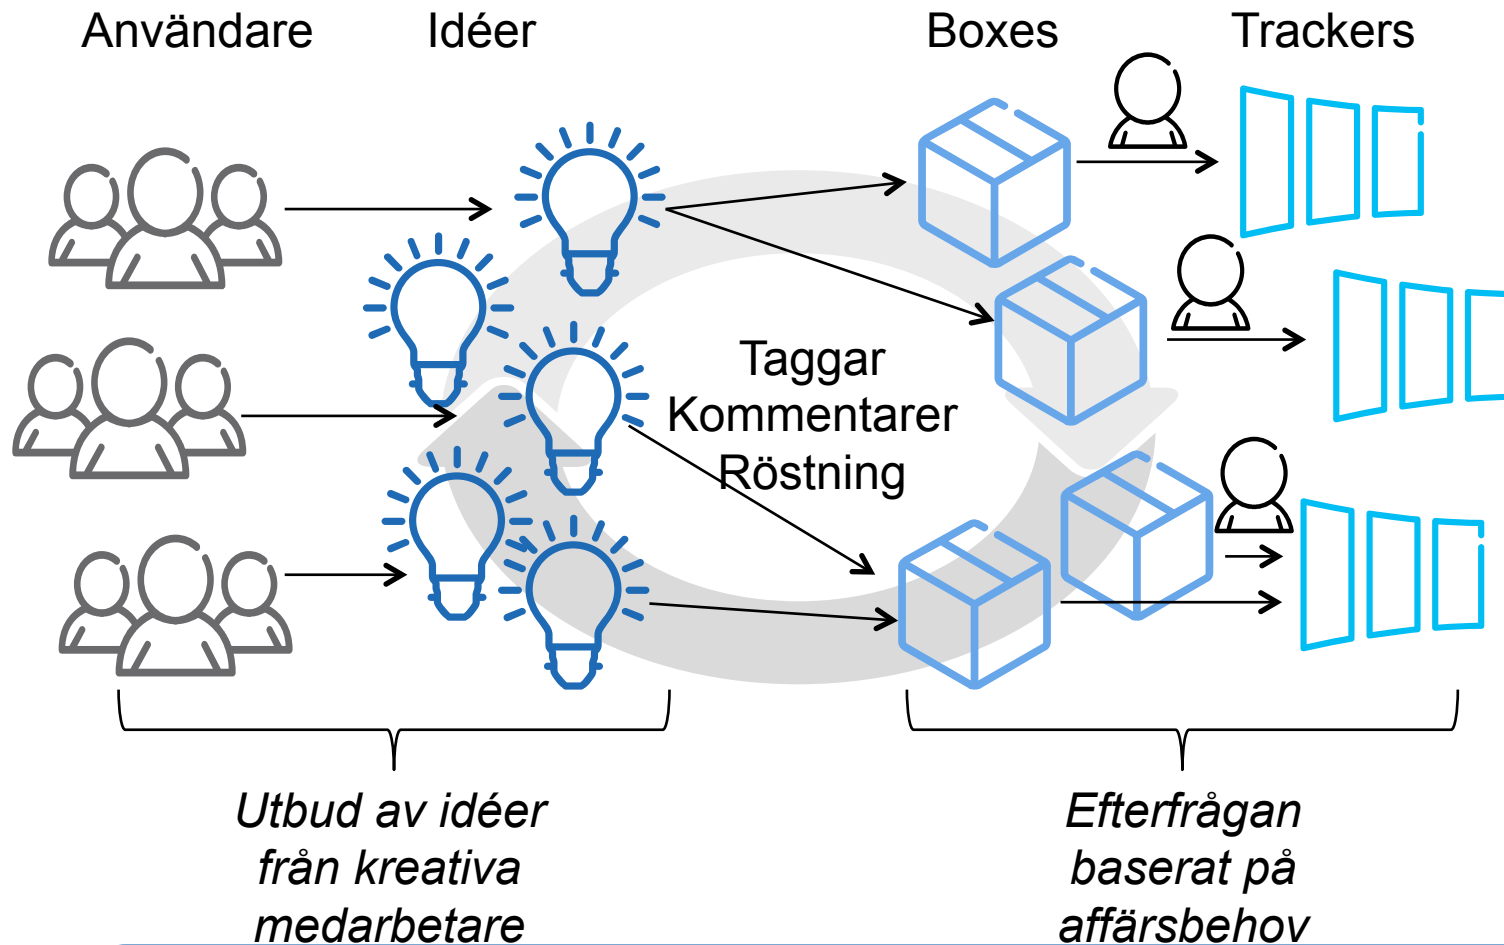 Användare
Idéer
Boxes
Trackers
Taggar
Kommentarer
Röstning
Utbud av idéer
från kreativa
medarbetare
Efterfrågan
baserat på
affärsbehov